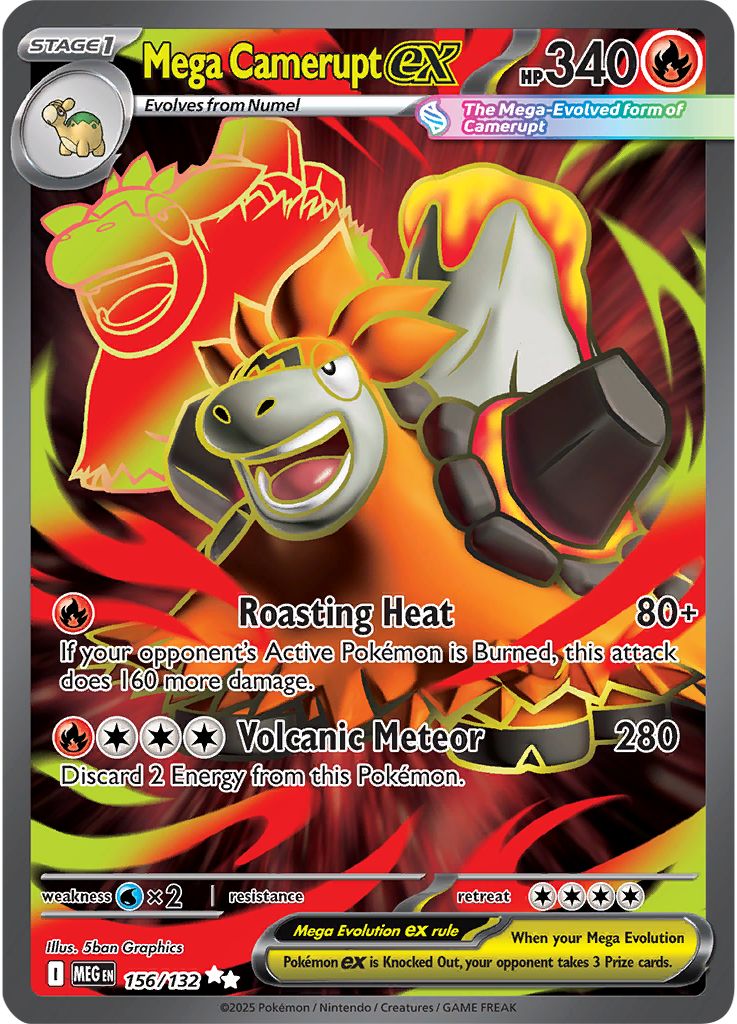 STAGE1 Mega Camerupt ex HP340
Evolves from Numel
The Mega-Evolved form of
Camerupt
Roasting Heat 80+
If your opponent's Active Pokémon is Burned, this attack
does 160 more damage.
Volcanic Meteor 280
Discard 2 Energy from this Pokémon.
weakness ×2 resistance retreat
Illus. 5ban Graphics
Mega Evolution ex rule When your Mega Evolution
Pokémon ex is Knocked Out, your opponent takes 3 Prize cards.
I MEG EN 156/132
©2025 Pokémon / Nintendo / Creatures / GAME FREAK